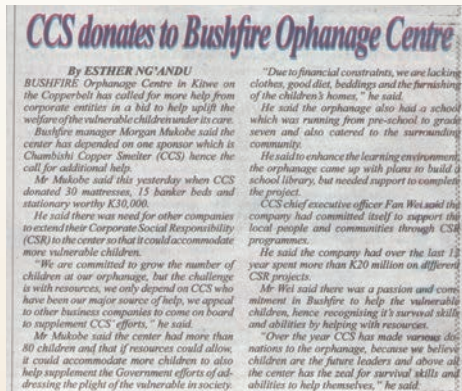 CCS donates to Bushfire Ophanage Centre
By ESTHER NG'ANDU
BUSHFIRE Orphanage Centre in Kitwe on
the Copperbelt has called for more help from
corporate entities in a bid to help uplift the
welfare of the vulnerable children under its care.
Bushfire manager Morgan Mukobe said the
center has depended on one sponsor which is
Chambishi Copper Smelter (CCS) hence the
call for additional help.
Mr Mukobe said this yesterday when CCS
donated 30 mattresses, 15 banker beds and
stationary worthy K30,000.
He said there was need for other companies
to extend their Corporate Social Responsibility
(CSR) to the center so that it could accommodate
more vulnerable children.
"We are committed to grow the number of
children at our orphanage, but the challenge
is with resources, we only depend on CCS who
have been our major source of help, we appeal
to other business companies to come on board
to supplement CCS' efforts," he said.
Mr Mukobe said the center had more than
80 children and that if resources could allow,
it could accommodate more children to also
help supplement the Government efforts of ad-
dressing the plight of the vulnerable in society.
"Due to financial constraints, we are lacking
clothes, good diet, beddings and the furnishing
of the children's homes," he said.
He said the orphanage also had a school
which was running from pre-school to grade
seven and also catered to the surrounding
community.
He said to enhance the learning environment,
the orphanage came up with plans to build a
school library, but needed support to complete
the project.
CCS chief executive officer Fan Wei said the
company had committed itself to support the
local people and communities through CSR
programmes.
He said the company had over the last
year spent more than K20 million on different
CSR projects.
Mr Wei said there was a passion and com-
mitment in Bushfire to help the vulnerable
children, hence recognising it's survival skills
and abilities by helping with resources.
"Over the year CCS has made various do-
nations to the orphanage, because we believe
children are the future leaders and above all
the center has the zeal for survival skills and
abilities to help themselves," he said.